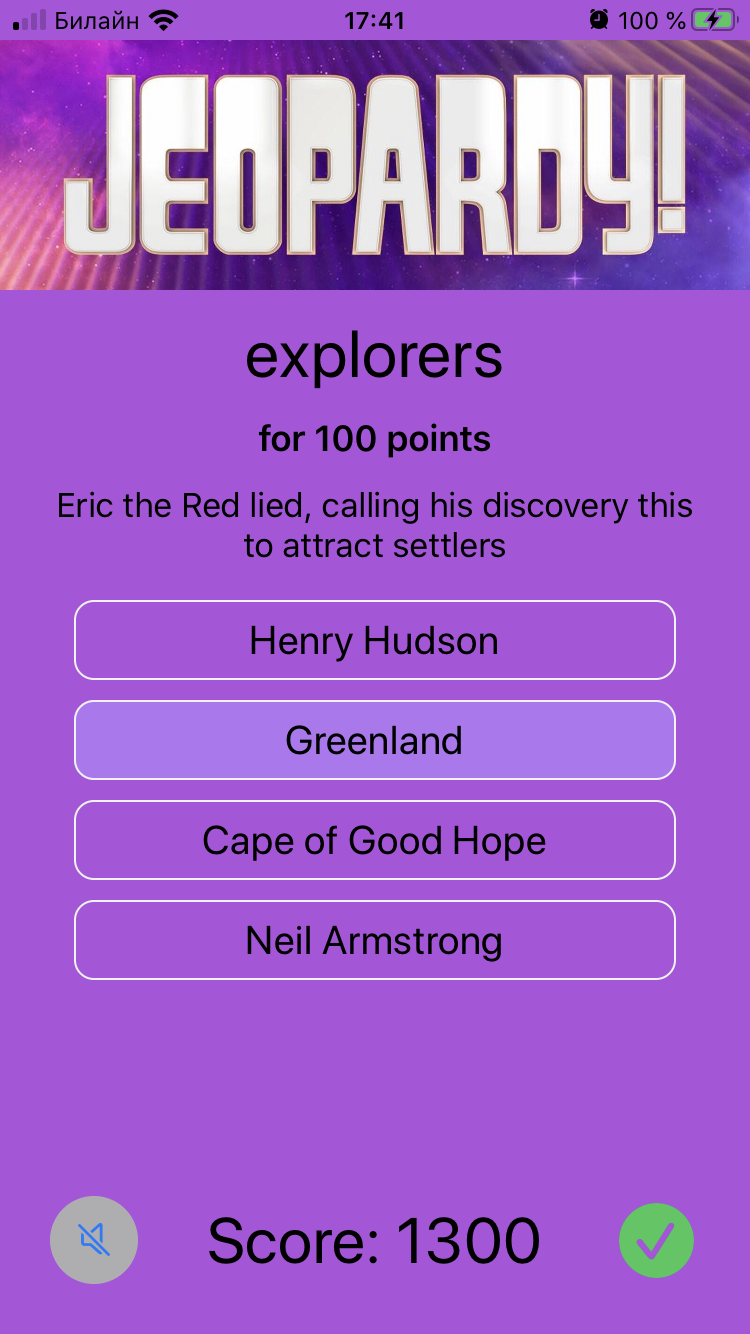 Билайн 17:41 100 %
JEOPARDY!
explorers
for 100 points
Eric the Red lied, calling his discovery this
to attract settlers
Henry Hudson
Greenland
Cape of Good Hope
Neil Armstrong
Score: 1300